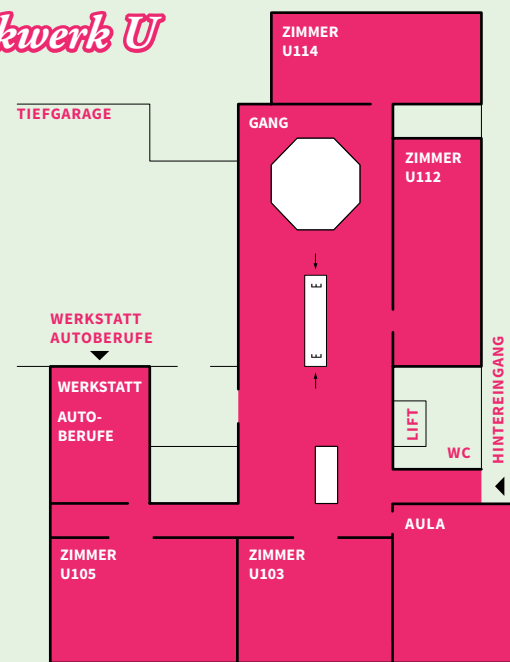 kwerk U
ZIMMER
U114
TIEFGARAGE
GANG
ZIMMER
U112
WERKSTATT
AUTOBERUFE
WERKSTATT
AUTO-
BERUFE
E
E
LIFT
WC
HINTEREINGANG
AULA
ZIMMER
U105
ZIMMER
U103